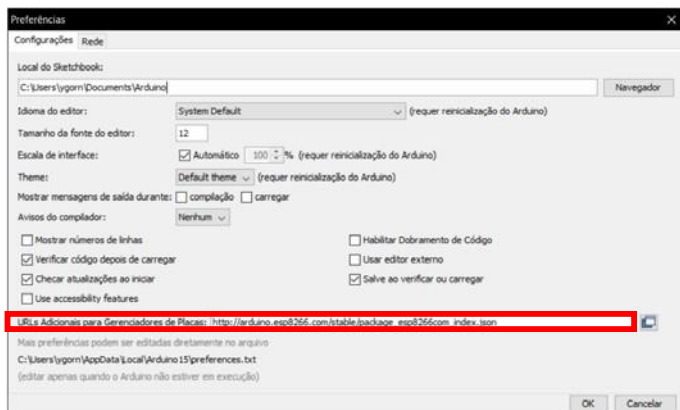 Preferências
Configurações Rede
Local do Sketchbook:
C:\Users\ygorn\Documents\Arduino Navegador
Idioma do editor: System Default (requer reinicialização do Arduino)
Tamanho da fonte do editor: 12
Escala de interface: Automático 100 % (requer reinicialização do Arduino)
Theme: Default theme (requer reinicialização do Arduino)
Mostrar mensagens de saída durante: compilação carregar
Avisos do compilador: Nenhum
Mostrar números de linhas Habilitar Dobramento de Código
Verificar código depois de carregar Usar editor externo
Checar atualizações ao iniciar Salve ao verificar ou carregar
Use accessibility features
URLs Adicionais para Gerenciadores de Placas: http://arduino.esp8266.com/stable/package_esp8266com_index.json
Mais preferências podem ser editadas diretamente no arquivo
C:\Users\ygorn\AppData\Local\Arduino15\preferences.txt
(editar apenas quando o Arduino não estiver em execução)
OK Cancelar